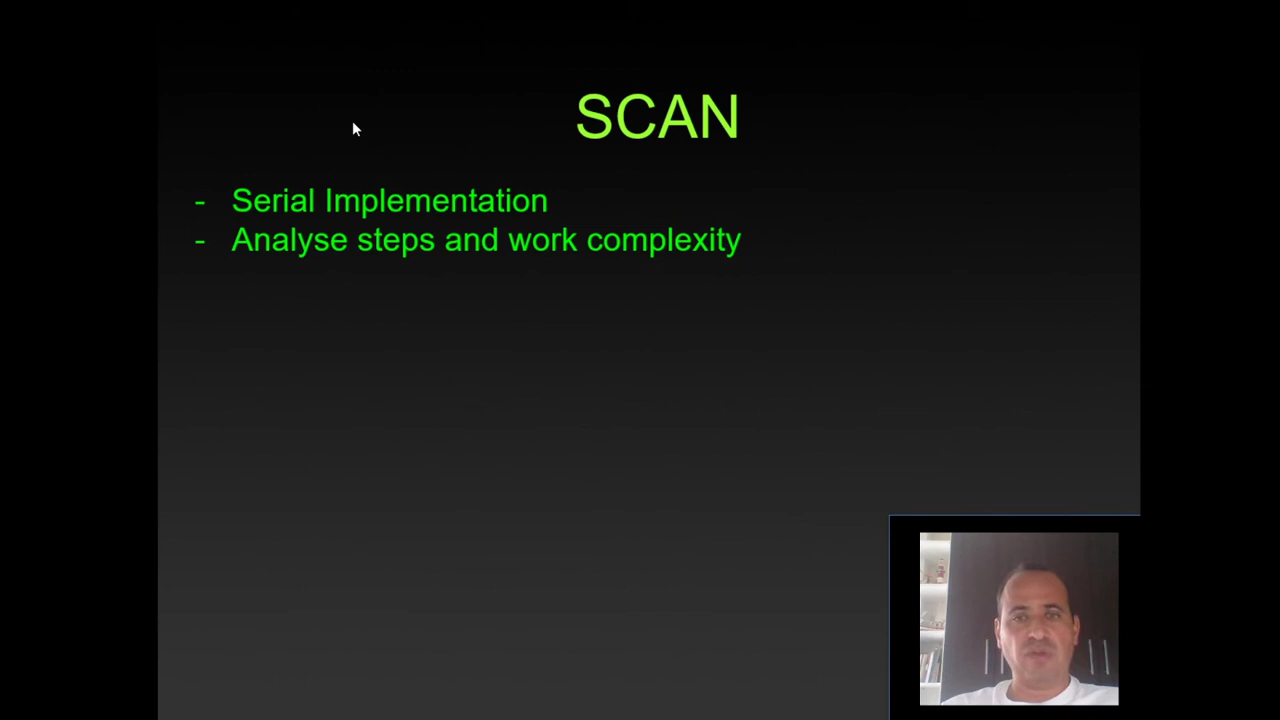 SCAN
- Serial Implementation
- Analyse steps and work complexity